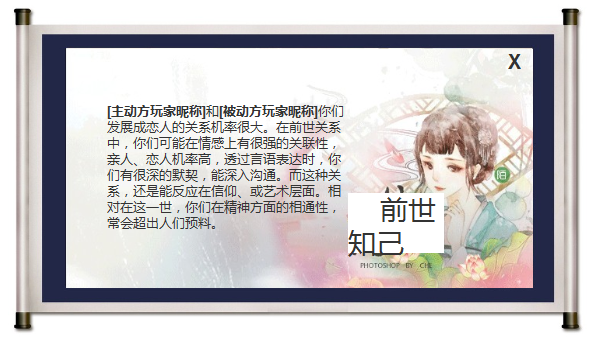 X
[主动方玩家昵称]和[被动方玩家昵称]你们
发展成恋人的关系机率很大。在前世关系
中，你们可能在情感上有很强的关联性，
亲人、恋人机率高，透过言语表达时，你
们有很深的默契，能深入沟通。而这种关
系，还是能反应在信仰、或艺术层面。相
对在这一世，你们在精神方面的相通性，
常会超出人们预料。
陌
前世
知己
PHOTOSHOP BY CHE